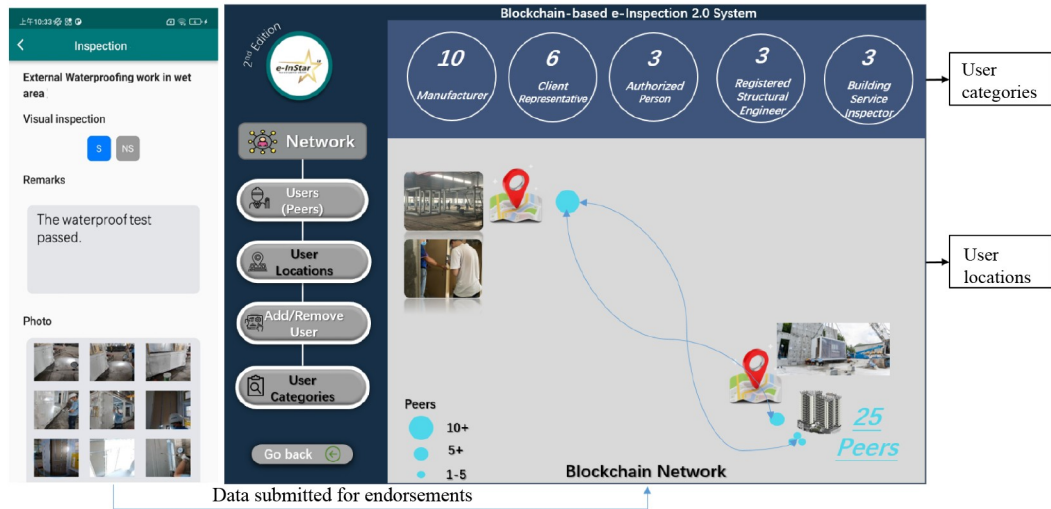 上午10:33
Inspection
External Waterproofing work in wet
area
Visual inspection
S NS
Remarks
The waterproof test
passed.
Photo
Blockchain-based e-Inspection 2.0 System
2nd Edition
e-InStar
Network
Users
(Peers)
User
Locations
Add/Remove
User
User
Categories
Go back
10
Manufacturer
6
Client
Representative
3
Authorized
Person
3
Registered
Structural
Engineer
3
Building
Service
Inspector
Peers
10+
5+
1-5
25
Peers
Blockchain Network
User
categories
User
locations
Data submitted for endorsements